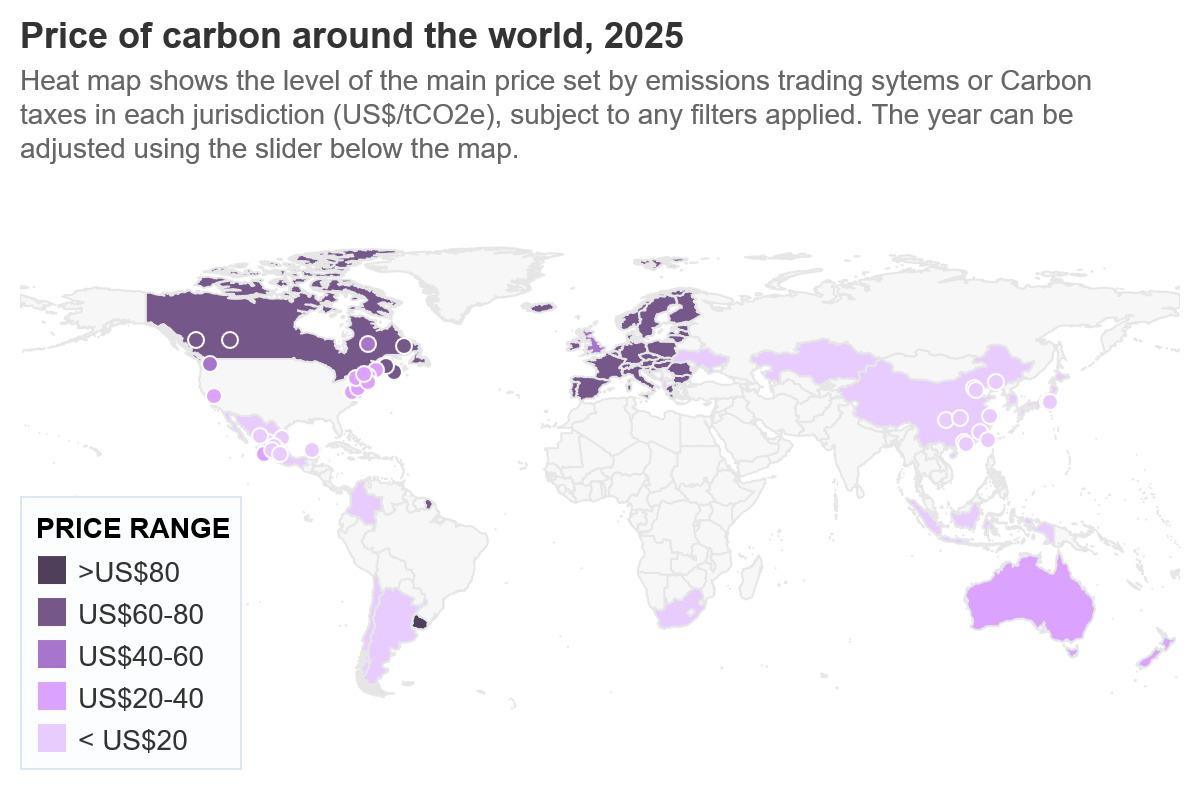 Price of carbon around the world, 2025
Heat map shows the level of the main price set by emissions trading sytems or Carbon
taxes in each jurisdiction (US$/tCO2e), subject to any filters applied. The year can be
adjusted using the slider below the map.
PRICE RANGE
>US$80
US$60-80
US$40-60
US$20-40
< US$20